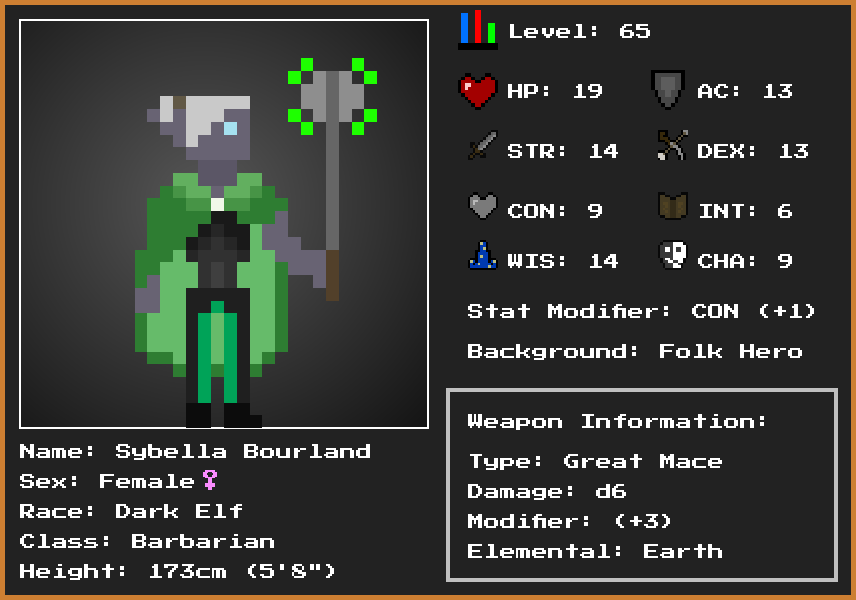 Level: 65
HP: 19
AC: 13
STR: 14
DEX: 13
CON: 9
INT: 6
WIS: 14
CHA: 9
Stat Modifier: CON (+1)
Background: Folk Hero
Weapon Information:
Type: Great Mace
Damage: d6
Modifier: (+3)
Elemental: Earth
Name: Sybella Bourland
Sex: Female♀
Race: Dark Elf
Class: Barbarian
Height: 173cm (5'8")